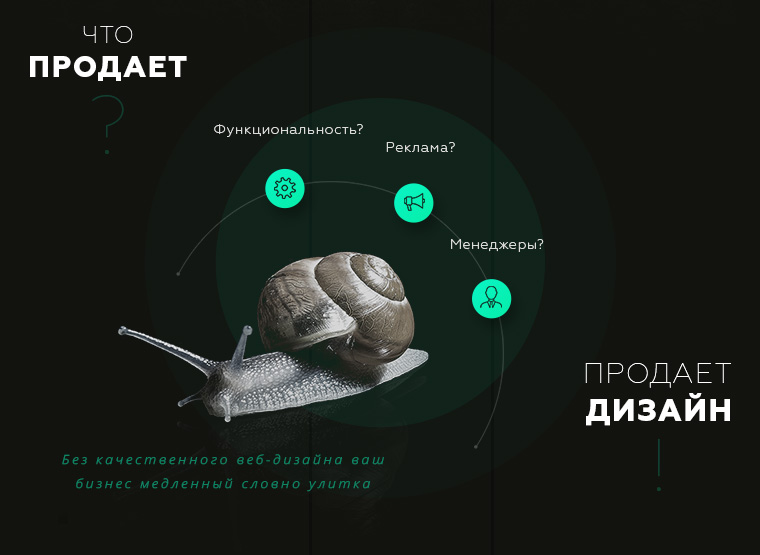 ЧТО
ПРОДАЕТ
?
Функциональность?
Реклама?
Менеджеры?
ПРОДАЕТ
ДИЗАЙН
!
Без качественного веб-дизайна ваш
бизнес медленный словно улитка